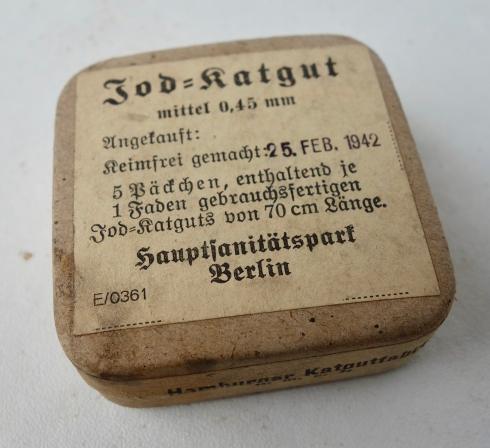 Jod=Katgut
mittel 0,45 mm
Angekauft:
Keimfrei gemacht: 25. FEB. 1942
5 Päckchen, enthaltend je
1 Faden gebrauchsfertigen
Jod=Katguts von 70 cm Länge.
Hauptſanitätspark
Berlin
E/0361
Hamburger